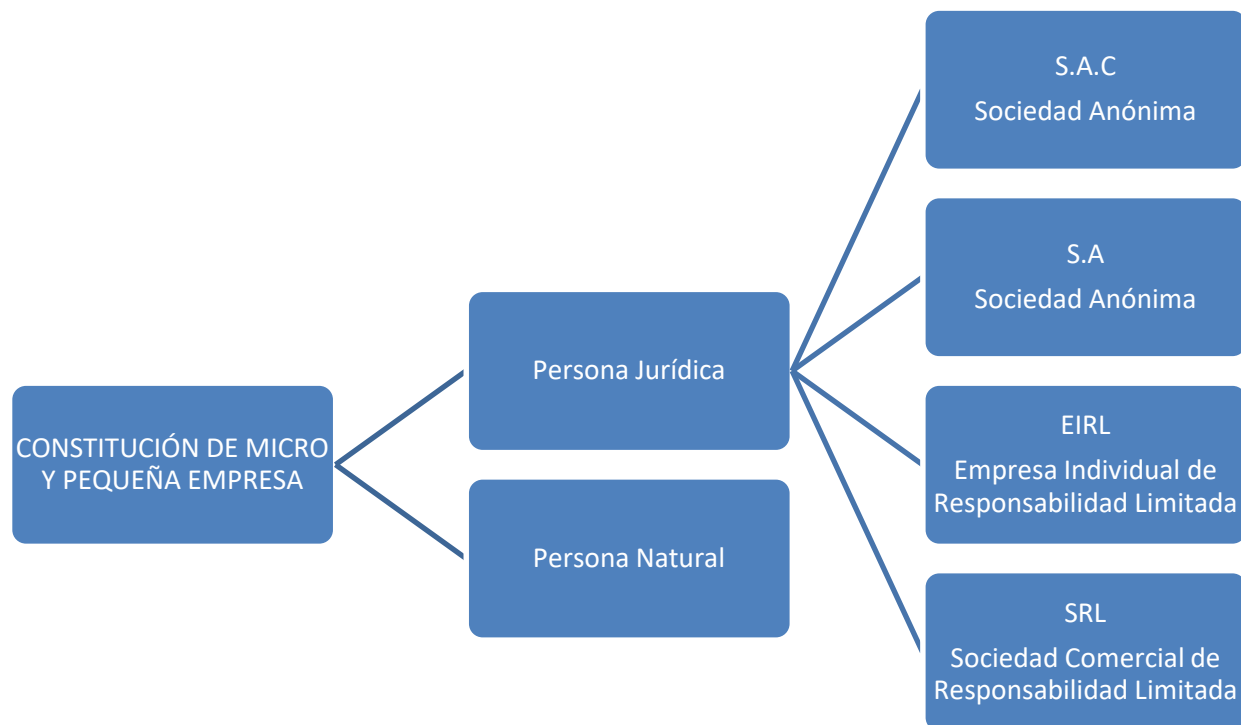 CONSTITUCIÓN DE MICRO
Y PEQUEÑA EMPRESA
Persona Jurídica
Persona Natural
S.A.C
Sociedad Anónima
S.A
Sociedad Anónima
EIRL
Empresa Individual de
Responsabilidad Limitada
SRL
Sociedad Comercial de
Responsabilidad Limitada